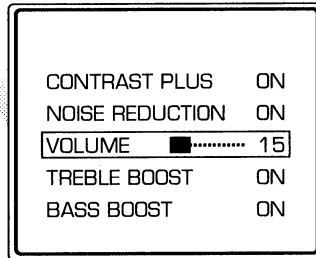 CONTRAST PLUS ON
NOISE REDUCTION ON
VOLUME 15
TREBLE BOOST ON
BASS BOOST ON